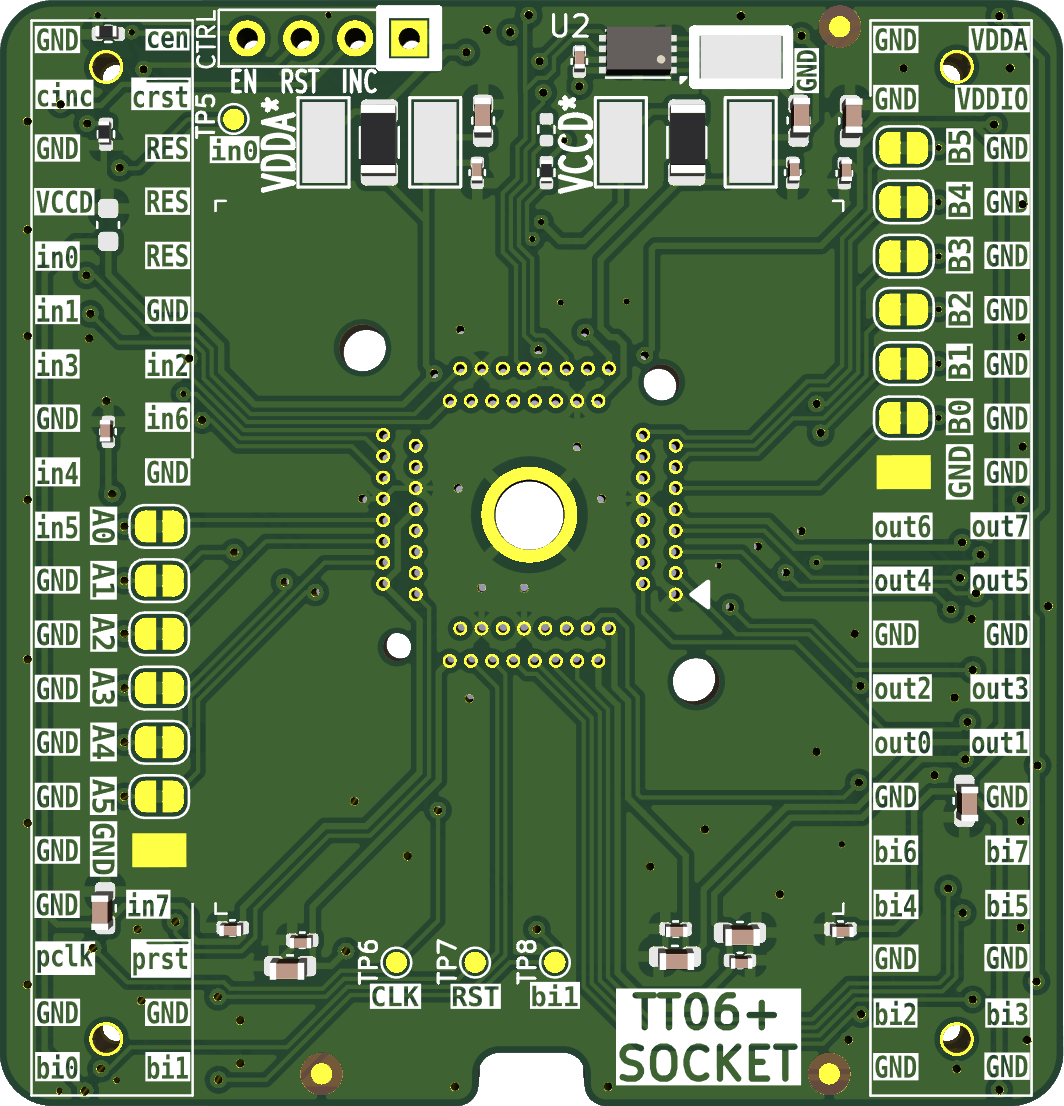 CTRL
EN RST INC
TP5
in0
VDDA*
U2
GND
VCCD*
GND cen
cinc crst
GND RES
VCCD RES
in0 RES
in1 GND
in3 in2
GND in6
in4 GND
in5 A0
GND A1
GND A2
GND A3
GND A4
GND A5
GND GND
GND in7
pclk prst
GND GND
bi0 bi1
GND VDDA
GND VDDIO
B5 GND
B4 GND
B3 GND
B2 GND
B1 GND
B0 GND
GND GND
out6 out7
out4 out5
GND GND
out2 out3
out0 out1
GND GND
bi6 bi7
bi4 bi5
GND GND
bi2 bi3
GND GND
TP6 TP7 TP8
CLK RST bi1
TT06+
SOCKET